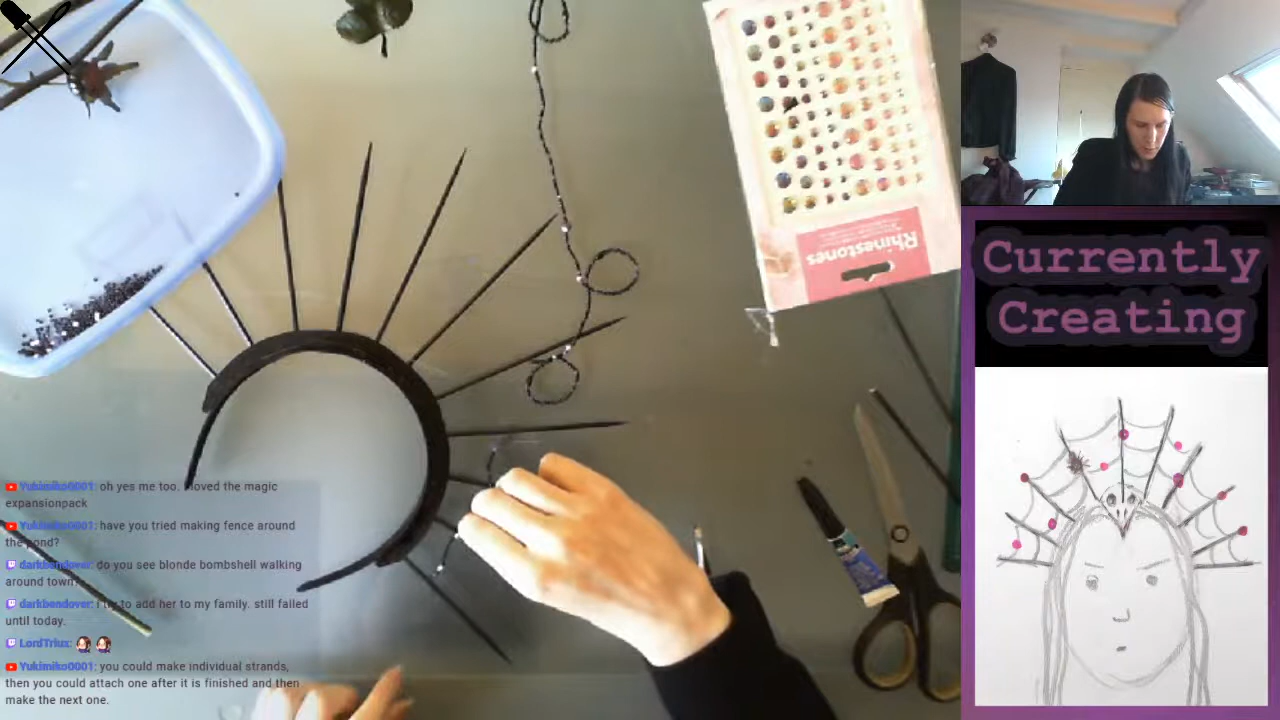 Rhinestones
Currently
Creating
Yukimiko0001: oh yes me too. I loved the magic
expansionpack
Yukimiko0001: have you tried making fence around
the pond?
darkbendover: do you see blonde bombshell walking
around town?
darkbendover: i try to add her to my family. still failed
until today.
LordTrius:
Yukimiko0001: you could make individual strands,
then you could attach one after it is finished and then
make the next one.